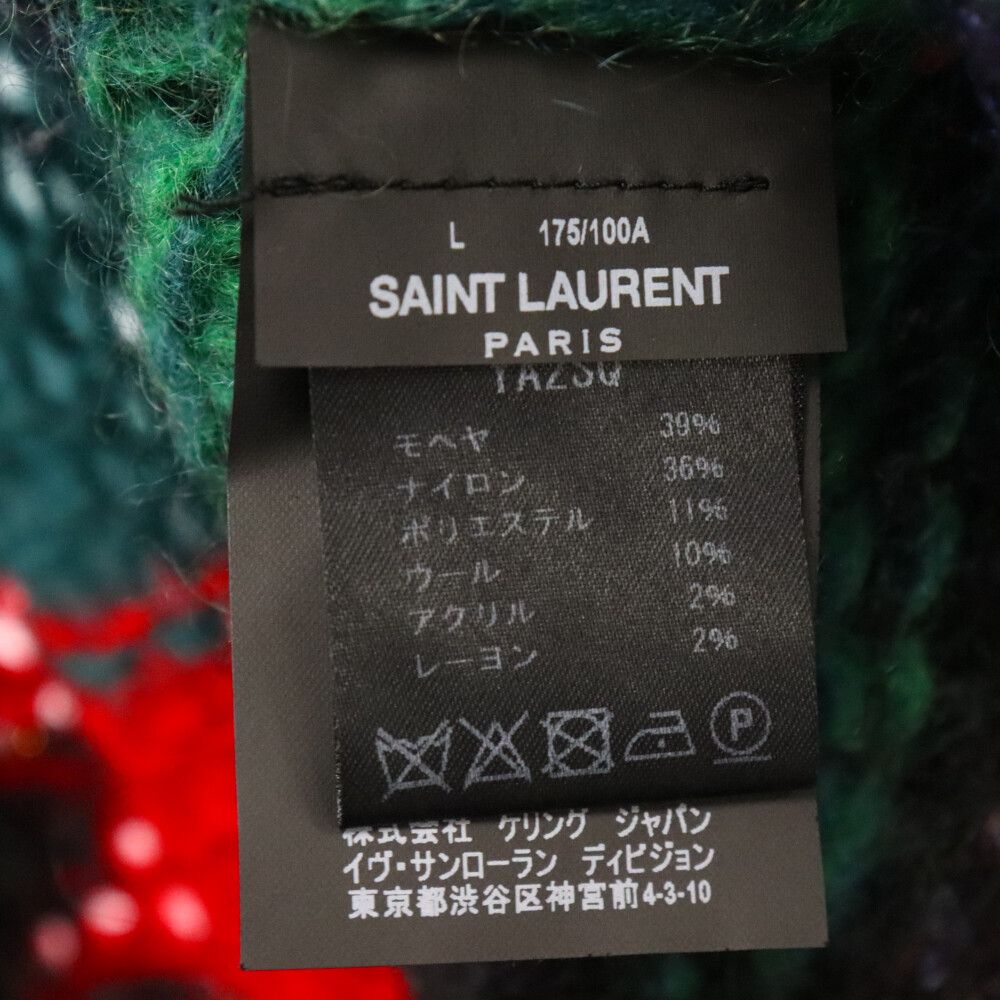 L 175/100A
SAINT LAURENT
PARIS
YA2SQ
モヘヤ 39%
ナイロン 36%
ポリエステル 11%
ウール 10%
アクリル 2%
レーヨン 2%
P
株式会社 ケリング ジャパン
イヴ・サンローラン ディビジョン
東京都渋谷区神宮前4-3-10